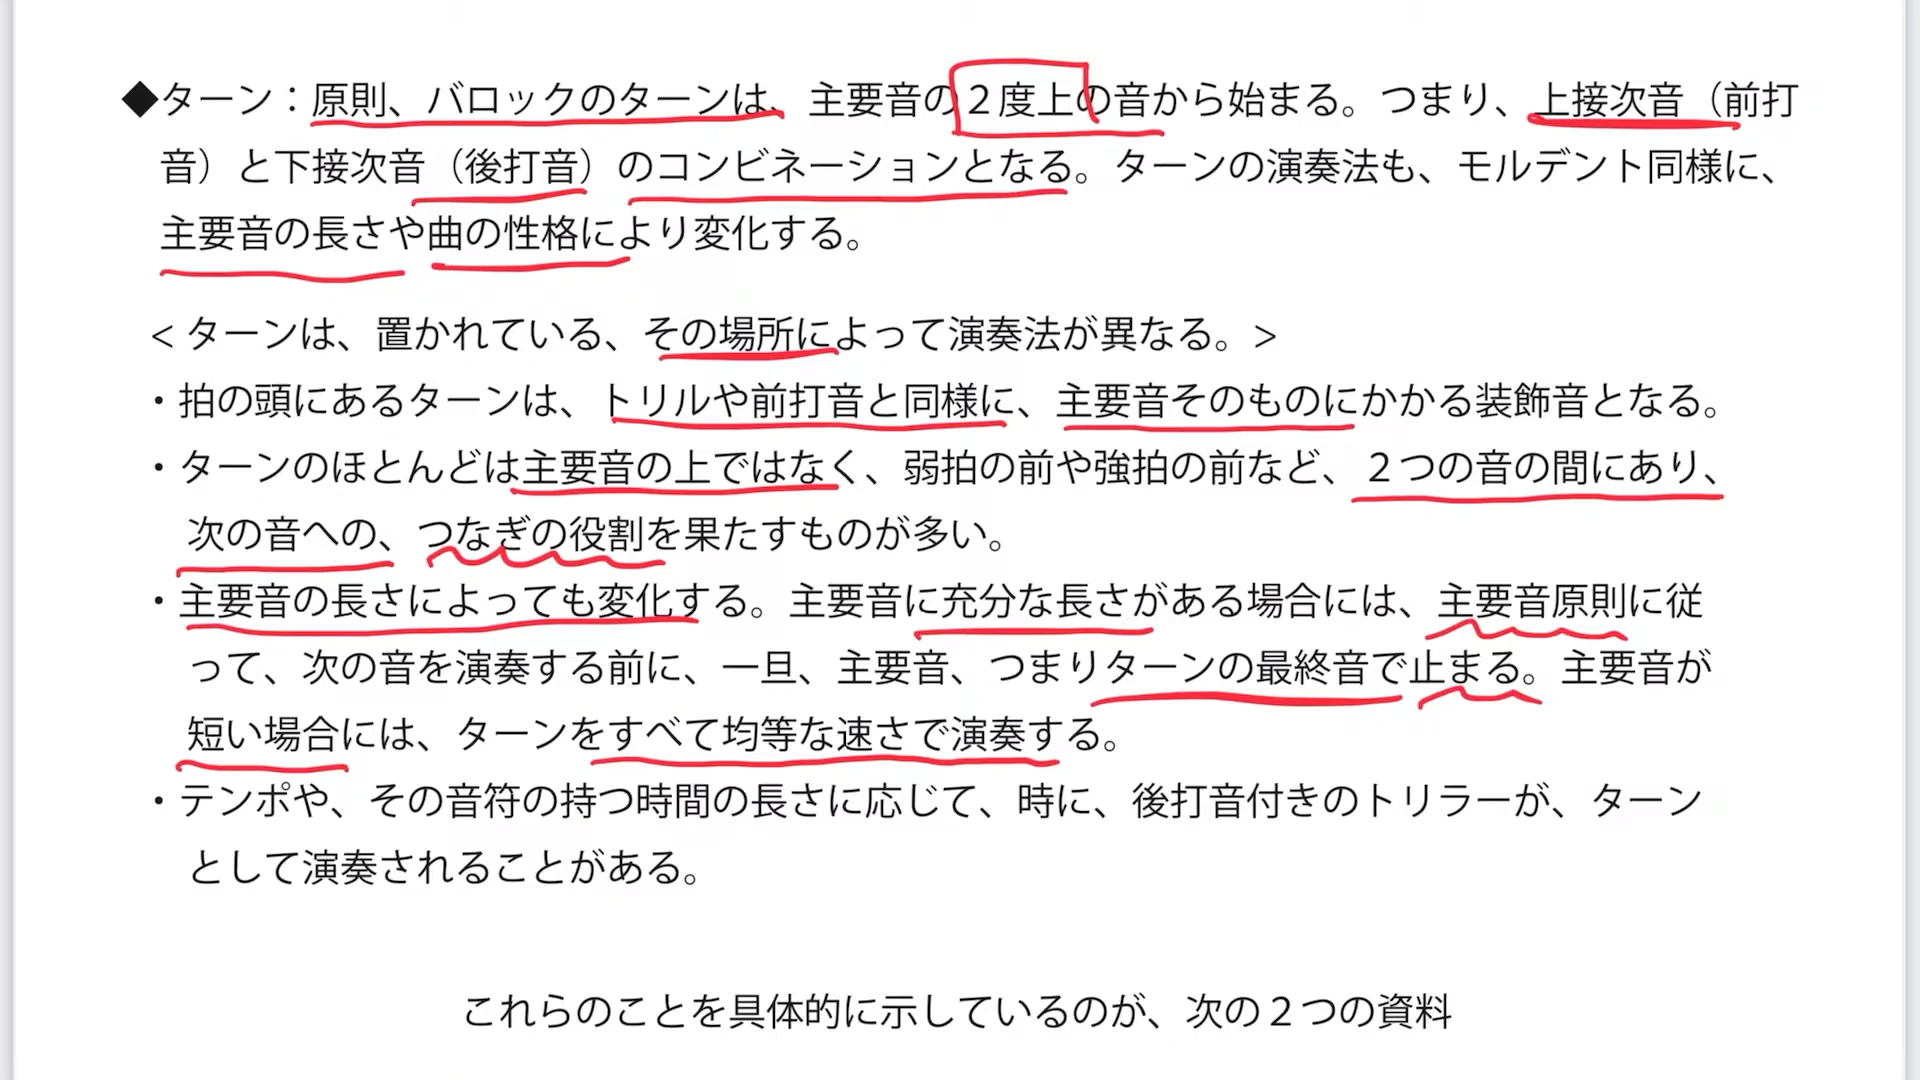 ◆ターン：原則、バロックのターンは、主要音の２度上の音から始まる。つまり、上接次音（前打
音）と下接次音（後打音）のコンビネーションとなる。ターンの演奏法も、モルデント同様に、
主要音の長さや曲の性格により変化する。
< ターンは、置かれている、その場所によって演奏法が異なる。>
・拍の頭にあるターンは、トリルや前打音と同様に、主要音そのものにかかる装飾音となる。
・ターンのほとんどは主要音の上ではなく、弱拍の前や強拍の前など、２つの音の間にあり、
次の音への、つなぎの役割を果たすものが多い。
・主要音の長さによっても変化する。主要音に充分な長さがある場合には、主要音原則に従
って、次の音を演奏する前に、一旦、主要音、つまりターンの最終音で止まる。主要音が
短い場合には、ターンをすべて均等な速さで演奏する。
・テンポや、その音符の持つ時間の長さに応じて、時に、後打音付きのトリラーが、ターン
として演奏されることがある。
これらのことを具体的に示しているのが、次の２つの資料